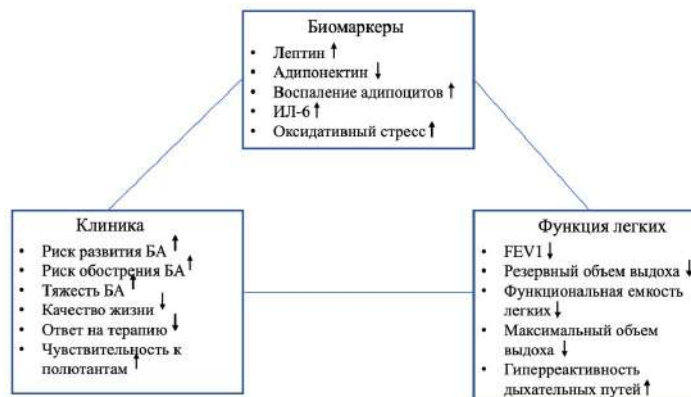 Биомаркеры
• Лептин ↑
• Адипонектин ↓
• Воспаление адипоцитов ↑
• ИЛ-6 ↑
• Оксидативный стресс ↑
Клиника
• Риск развития БА ↑
• Риск обострения БА ↑
• Тяжесть БА ↑
• Качество жизни ↓
• Ответ на терапию ↓
• Чувствительность к
полютантам ↑
Функция легких
• FEV1 ↓
• Резервный объем выдоха ↓
• Функциональная емкость
легких ↓
• Максимальный объем
выдоха ↓
• Гиперреактивность
дыхательных путей ↑